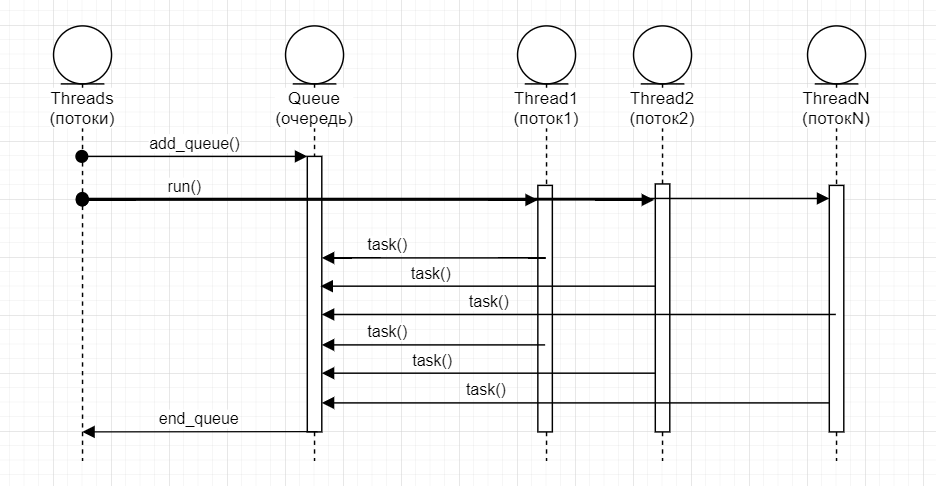 Threads
(потоки)
Queue
(очередь)
Thread1
(поток1)
Thread2
(поток2)
ThreadN
(потокN)
add_queue()
run()
task()
task()
task()
task()
task()
task()
end_queue